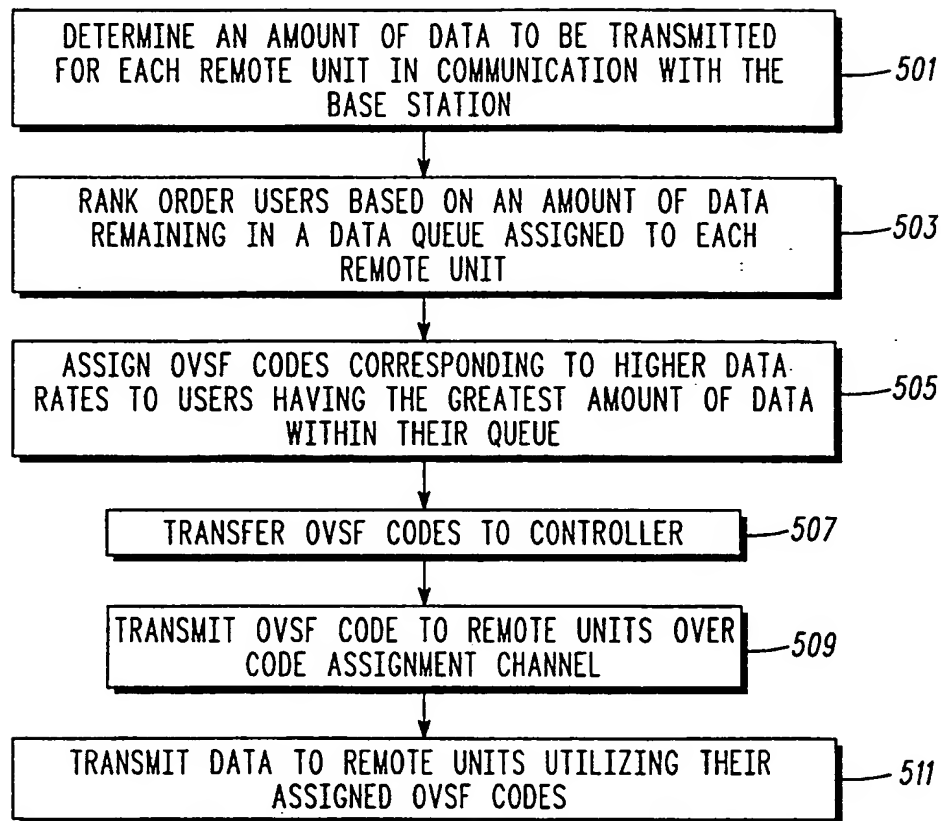 DETERMINE AN AMOUNT OF DATA TO BE TRANSMITTED
FOR EACH REMOTE UNIT IN COMMUNICATION WITH THE
BASE STATION
501
RANK ORDER USERS BASED ON AN AMOUNT OF DATA
REMAINING IN A DATA QUEUE ASSIGNED TO EACH
REMOTE UNIT
503
ASSIGN OVSF CODES CORRESPONDING TO HIGHER DATA
RATES TO USERS HAVING THE GREATEST AMOUNT OF DATA
WITHIN THEIR QUEUE
505
TRANSFER OVSF CODES TO CONTROLLER
507
TRANSMIT OVSF CODE TO REMOTE UNITS OVER
CODE ASSIGNMENT CHANNEL
509
TRANSMIT DATA TO REMOTE UNITS UTILIZING THEIR
ASSIGNED OVSF CODES
511